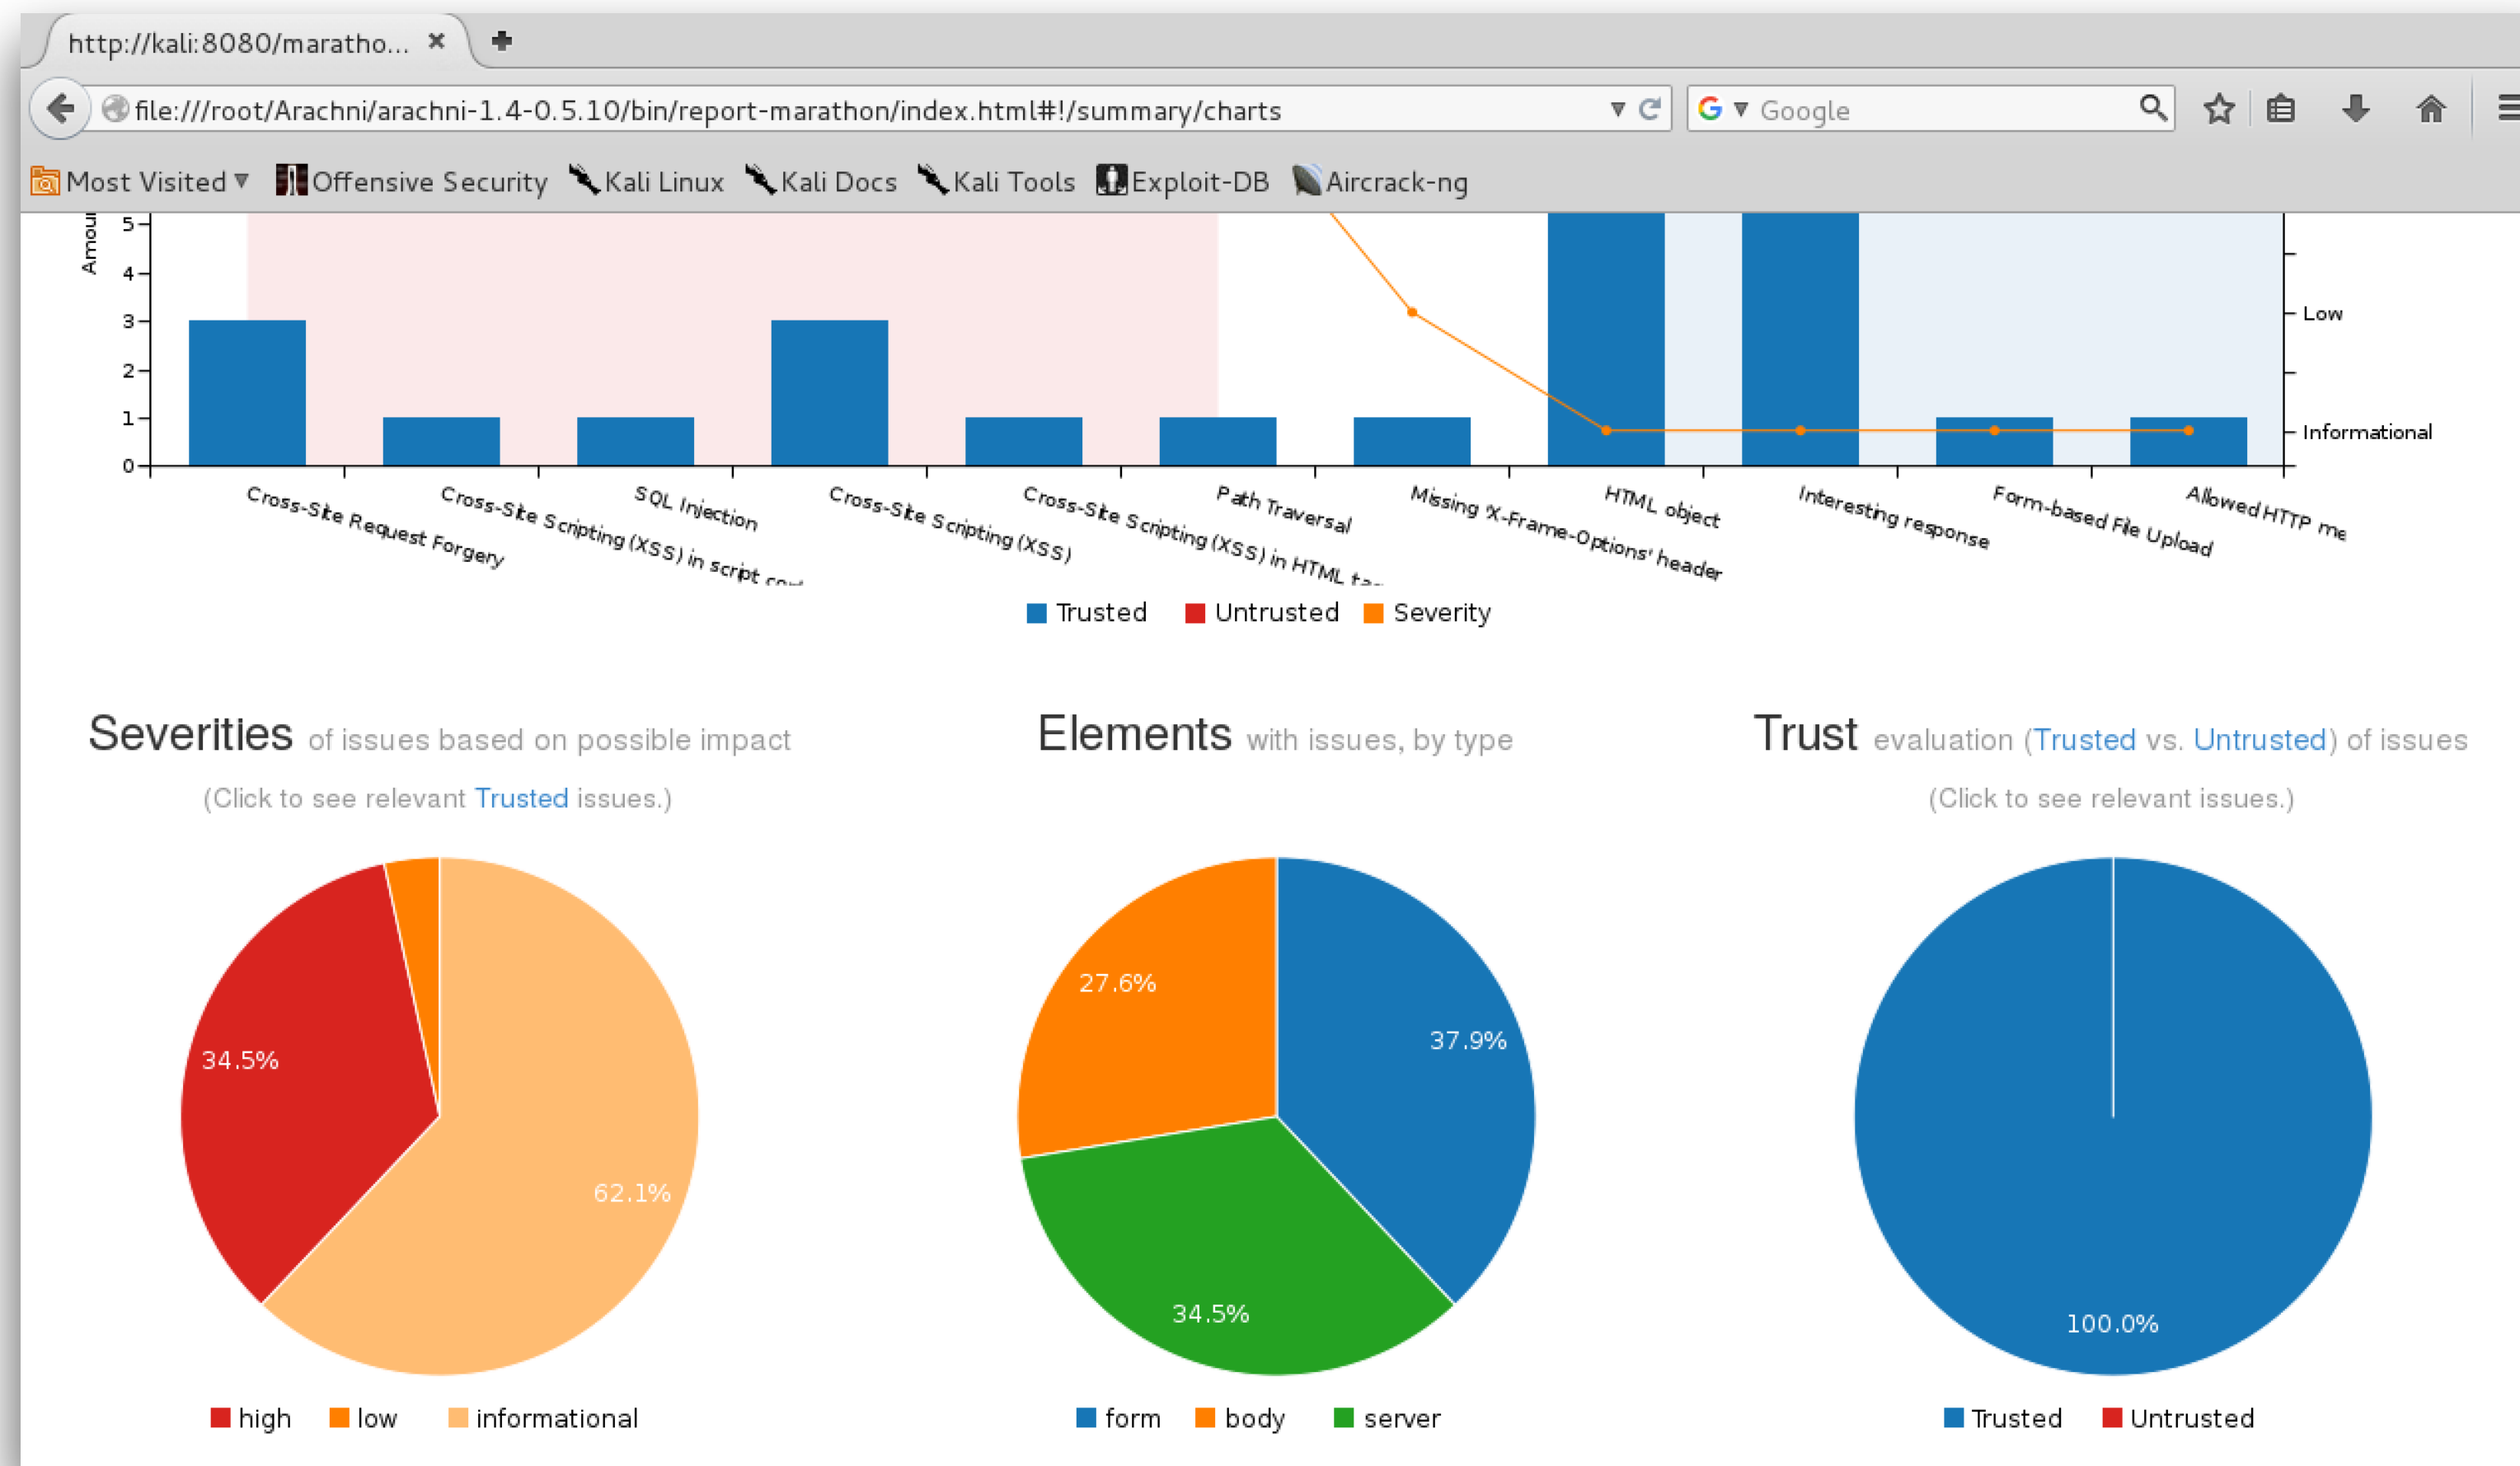 http://kali:8080/maratho...
file:///root/Arachni/arachni-1.4-0.5.10/bin/report-marathon/index.html#!/summary/charts
Google
Most Visited Offensive Security Kali Linux Kali Docs Kali Tools Exploit-DB Aircrack-ng
5
4
3
2
1
0
Low
Informational
Cross-Site Request Forgery
Cross-Site Scripting (XSS) in script
SQL Injection
Cross-Site Scripting (XSS)
Cross-Site Scripting (XSS) in HTML
Path Traversal
Missing 'X-Frame-Options' header
HTML object
Interesting response
Form-based File Upload
Allowed HTTP me
Trusted Untrusted Severity
Severities of issues based on possible impact
(Click to see relevant Trusted issues.)
34.5%
62.1%
high low informational
Elements with issues, by type
27.6%
37.9%
34.5%
form body server
Trust evaluation (Trusted vs. Untrusted) of issues
(Click to see relevant issues.)
100.0%
Trusted Untrusted